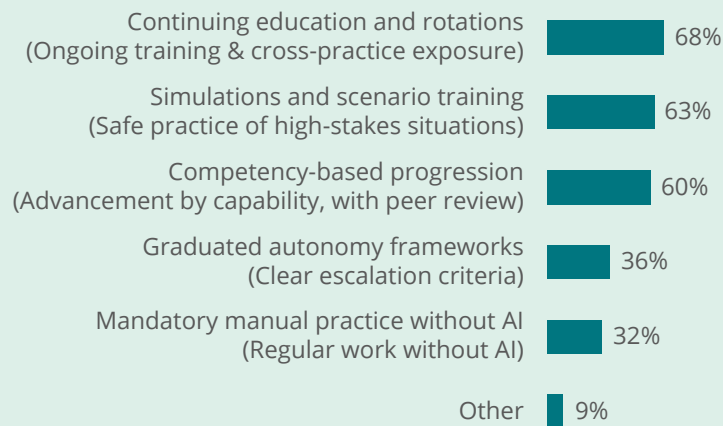 Continuing education and rotations
(Ongoing training & cross-practice exposure)
68%
Simulations and scenario training
(Safe practice of high-stakes situations)
63%
Competency-based progression
(Advancement by capability, with peer review)
60%
Graduated autonomy frameworks
(Clear escalation criteria)
36%
Mandatory manual practice without AI
(Regular work without AI)
32%
Other
9%